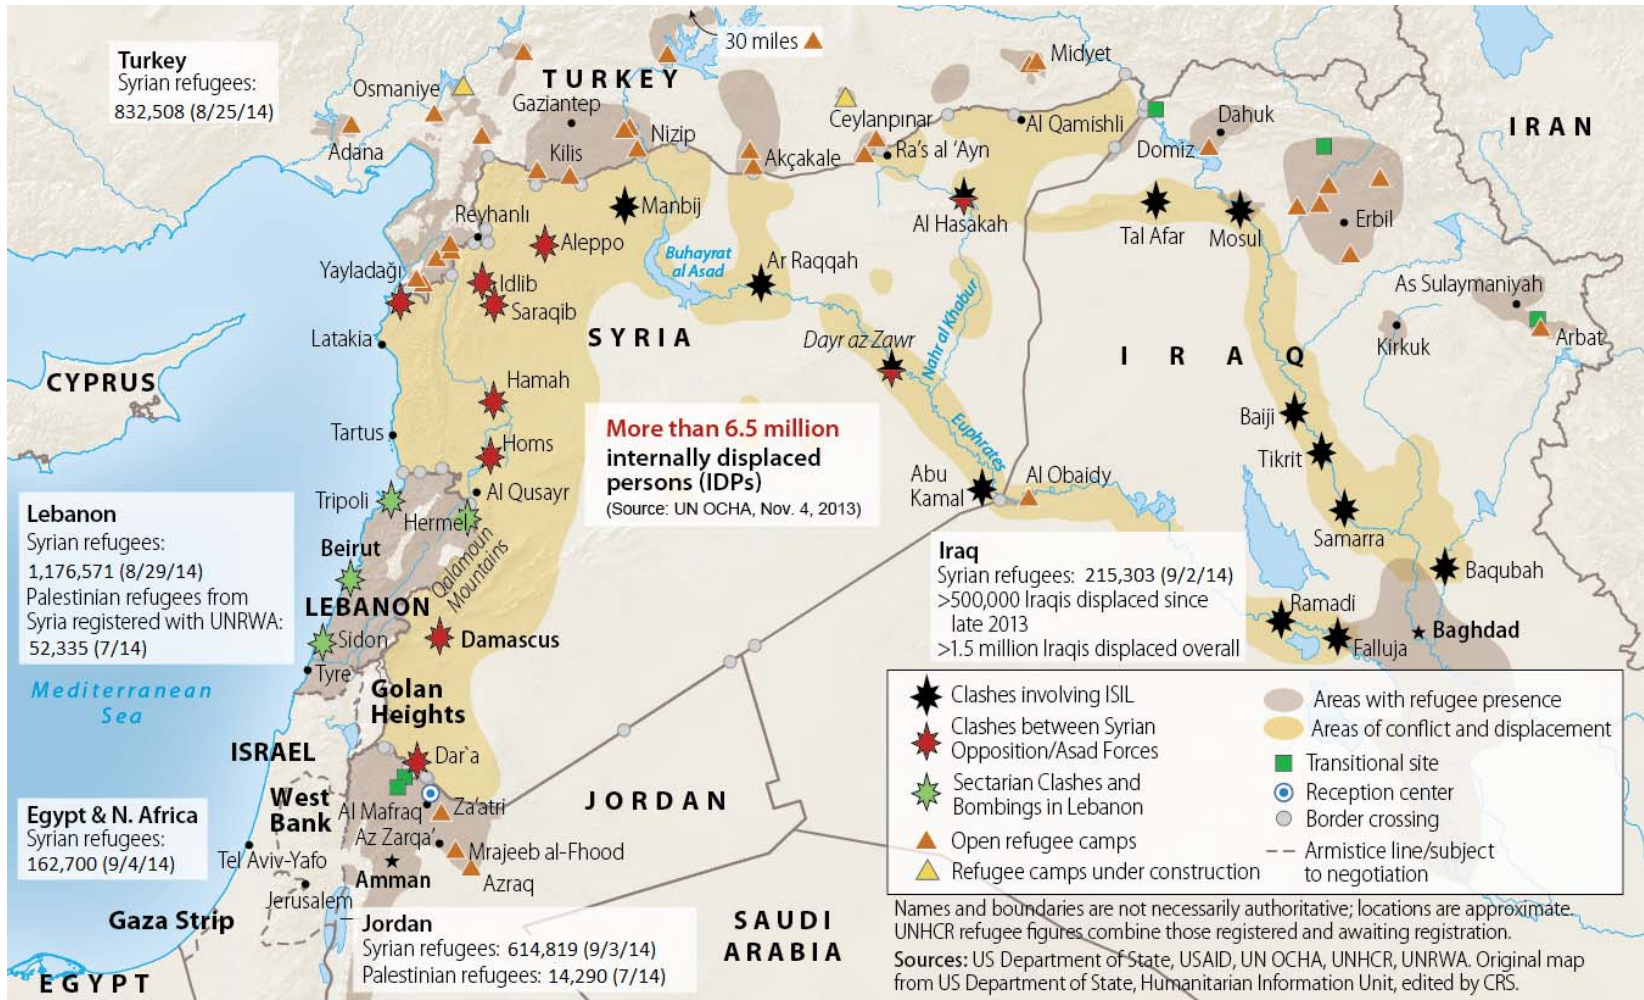 30 miles
Turkey
Syrian refugees:
832,508 (8/25/14)
TURKEY
Midyet
Osmaniye
Gaziantep
Adana
Kilis
Nizip
Akçakale
Ceylanpınar
Ra's al 'Ayn
Al Qamishli
Domiz
Dahuk
IRAN
Reyhanlı
Manbij
Aleppo
Al Hasakah
Tal Afar
Mosul
Erbil
Yayladağı
Idlib
Saraqib
Buhayrat
al Asad
Ar Raqqah
As Sulaymaniyah
Latakia
SYRIA
Dayr az Zawr
Nahr al Khabur
IRAQ
Kirkuk
Arbat
CYPRUS
Hamah
Baiji
Tartus
Homs
More than 6.5 million
internally displaced
persons (IDPs)
(Source: UN OCHA, Nov. 4, 2013)
Euphrates
Tikrit
Abu
Kamal
Al Obaidy
Tripoli
Hermel
Al Qusayr
Samarra
Lebanon
Syrian refugees:
1,176,571 (8/29/14)
Palestinian refugees from
Syria registered with UNRWA:
52,335 (7/14)
Beirut
Qalamoun
Mountains
LEBANON
Iraq
Syrian refugees: 215,303 (9/2/14)
>500,000 Iraqis displaced since
late 2013
>1.5 million Iraqis displaced overall
Baqubah
Ramadi
Baghdad
Falluja
Sidon
Damascus
Tyre
Mediterranean
Sea
Golan
Heights
ISRAEL
Dar`a
West
Bank
Al Mafraq
Za'atri
JORDAN
Az Zarqa'
Mrajeeb al-Fhood
Egypt & N. Africa
Syrian refugees:
162,700 (9/4/14)
Tel Aviv-Yafo
Amman
Azraq
Jerusalem
Gaza Strip
Jordan
Syrian refugees: 614,819 (9/3/14)
Palestinian refugees: 14,290 (7/14)
SAUDI
ARABIA
EGYPT
Clashes involving ISIL
Clashes between Syrian
Opposition/Asad Forces
Sectarian Clashes and
Bombings in Lebanon
Open refugee camps
Refugee camps under construction
Areas with refugee presence
Areas of conflict and displacement
Transitional site
Reception center
Border crossing
Armistice line/subject
to negotiation
Names and boundaries are not necessarily authoritative; locations are approximate.
UNHCR refugee figures combine those registered and awaiting registration.
Sources: US Department of State, USAID, UN OCHA, UNHCR, UNRWA. Original map
from US Department of State, Humanitarian Information Unit, edited by CRS.